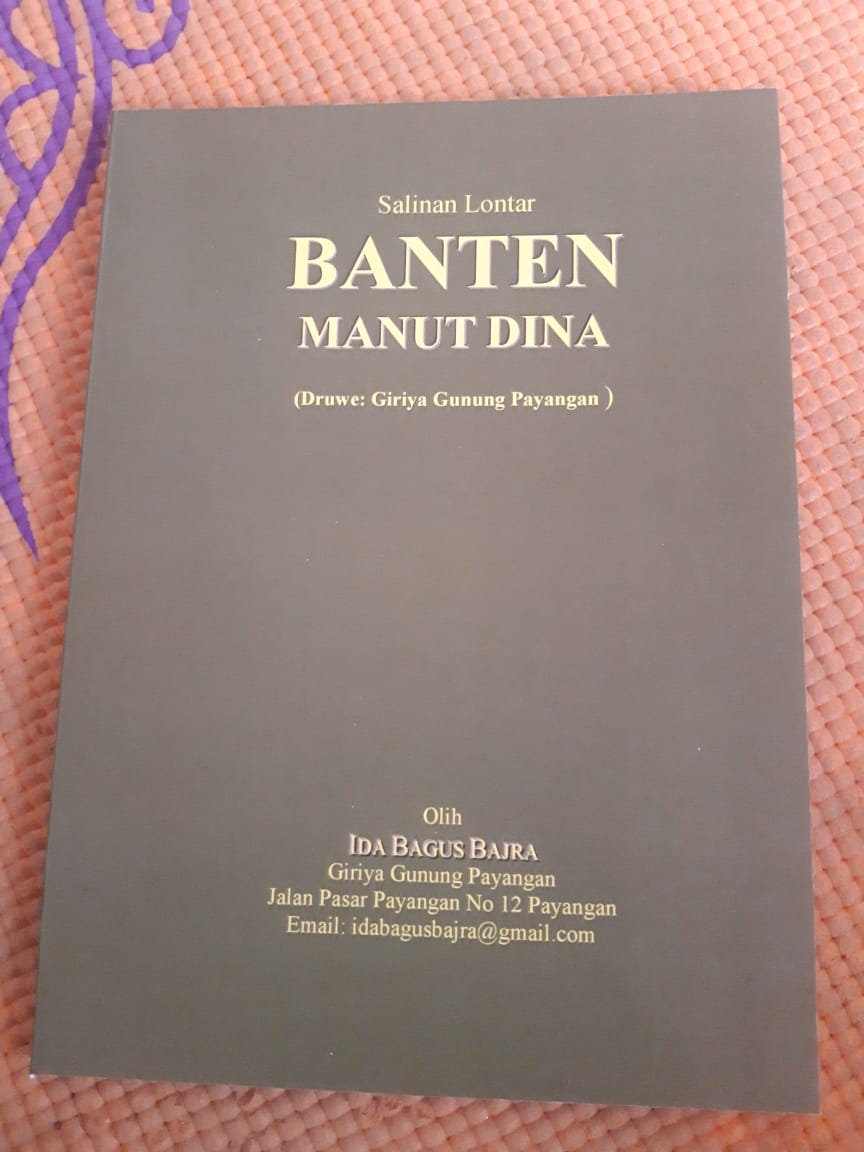 Salinan Lontar
BANTEN
MANUT DINA
(Druwe: Giriya Gunung Payangan )
Olih
IDA BAGUS BAJRA
Giriya Gunung Payangan
Jalan Pasar Payangan No 12 Payangan
Email: idabagusbajra@gmail.com